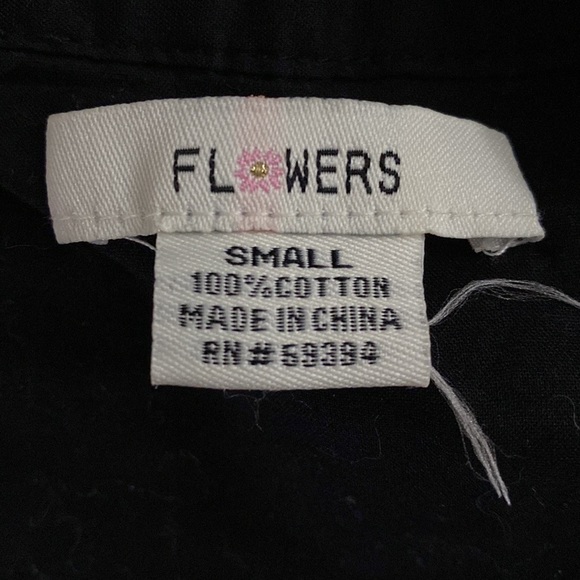 FLOWERS
SMALL
100% COTTON
MADE IN CHINA
RN# 59394